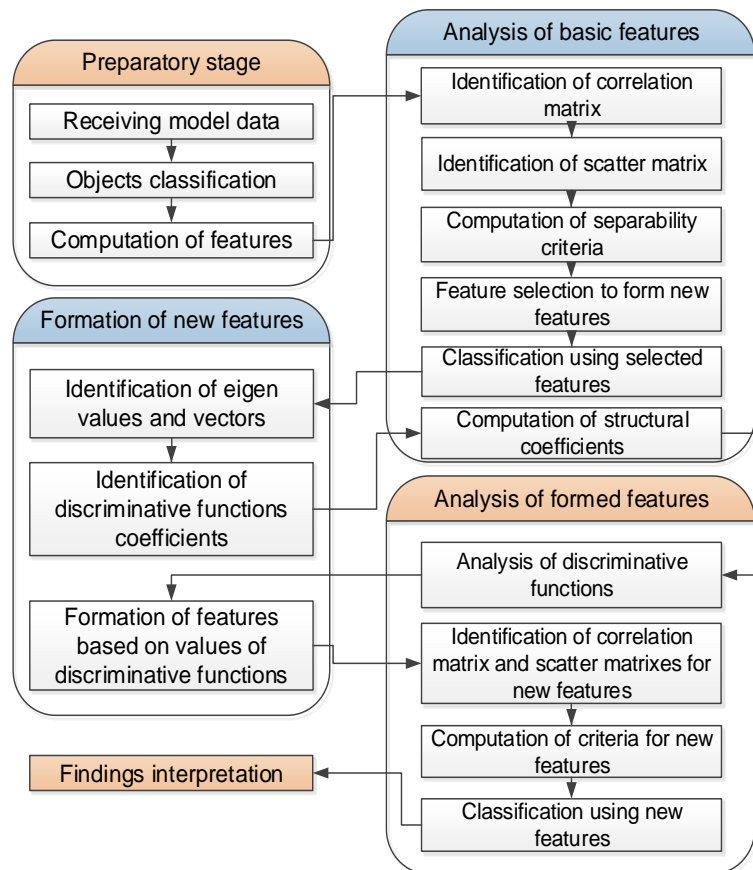 Preparatory stage
Receiving model data
Objects classification
Computation of features
Analysis of basic features
Identification of correlation
matrix
Identification of scatter matrix
Computation of separability
criteria
Feature selection to form new
features
Classification using selected
features
Computation of structural
coefficients
Formation of new features
Identification of eigen
values and vectors
Identification of
discriminative functions
coefficients
Formation of features
based on values of
discriminative functions
Analysis of formed features
Analysis of discriminative
functions
Identification of correlation
matrix and scatter matrixes for
new features
Computation of criteria for new
features
Classification using new
features
Findings interpretation